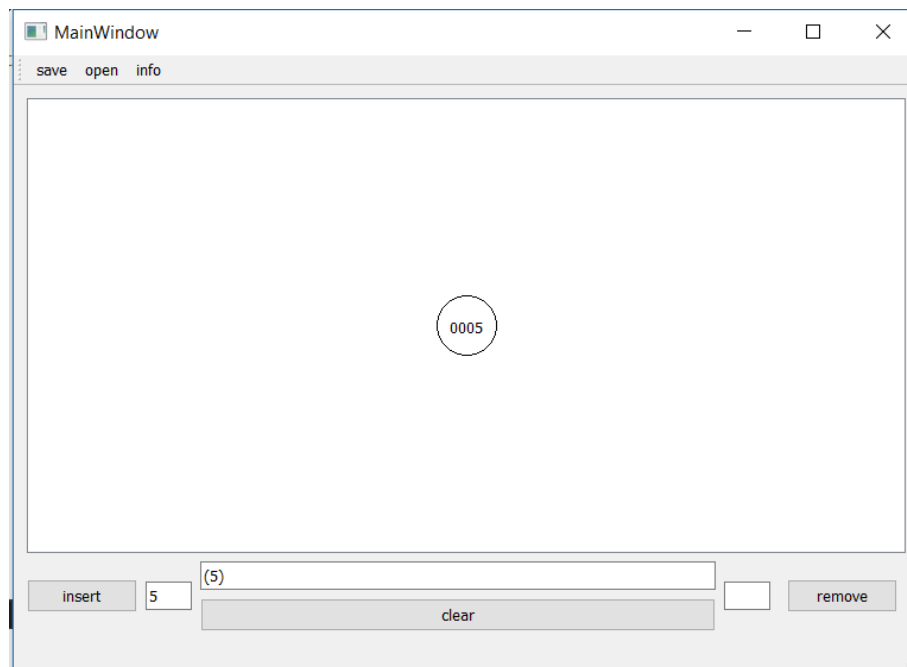 MainWindow
save open info
0005
(5)
insert 5 remove
clear